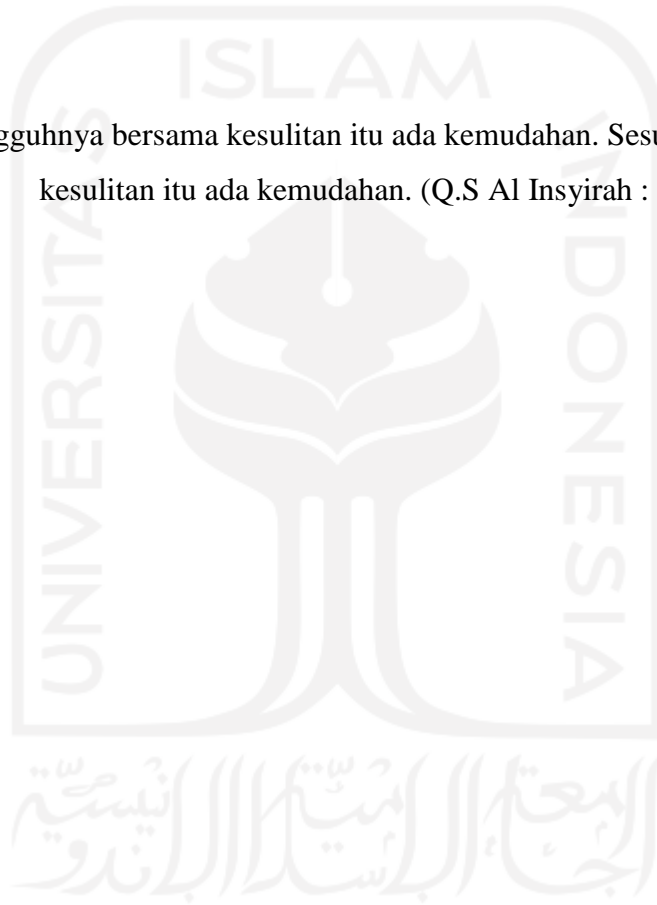 ISLAM
UNIVERSITAS
INDONESIA
gguhnya bersama kesulitan itu ada kemudahan. Sesu
kesulitan itu ada kemudahan. (Q.S Al Insyirah :